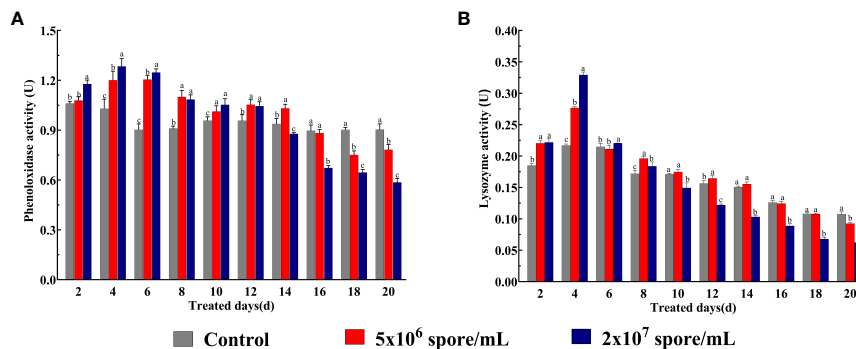 A
Phenoloxidase activity (U)
1.5
1.2
0.9
0.6
0.3
0.0
2 4 6 8 10 12 14 16 18 20
Treated days(d)
B
Lysozyme activity (U)
0.40
0.35
0.30
0.25
0.20
0.15
0.10
0.05
0.00
2 4 6 8 10 12 14 16 18 20
Treated days(d)
Control 5x10⁶ spore/mL 2x10⁷ spore/mL